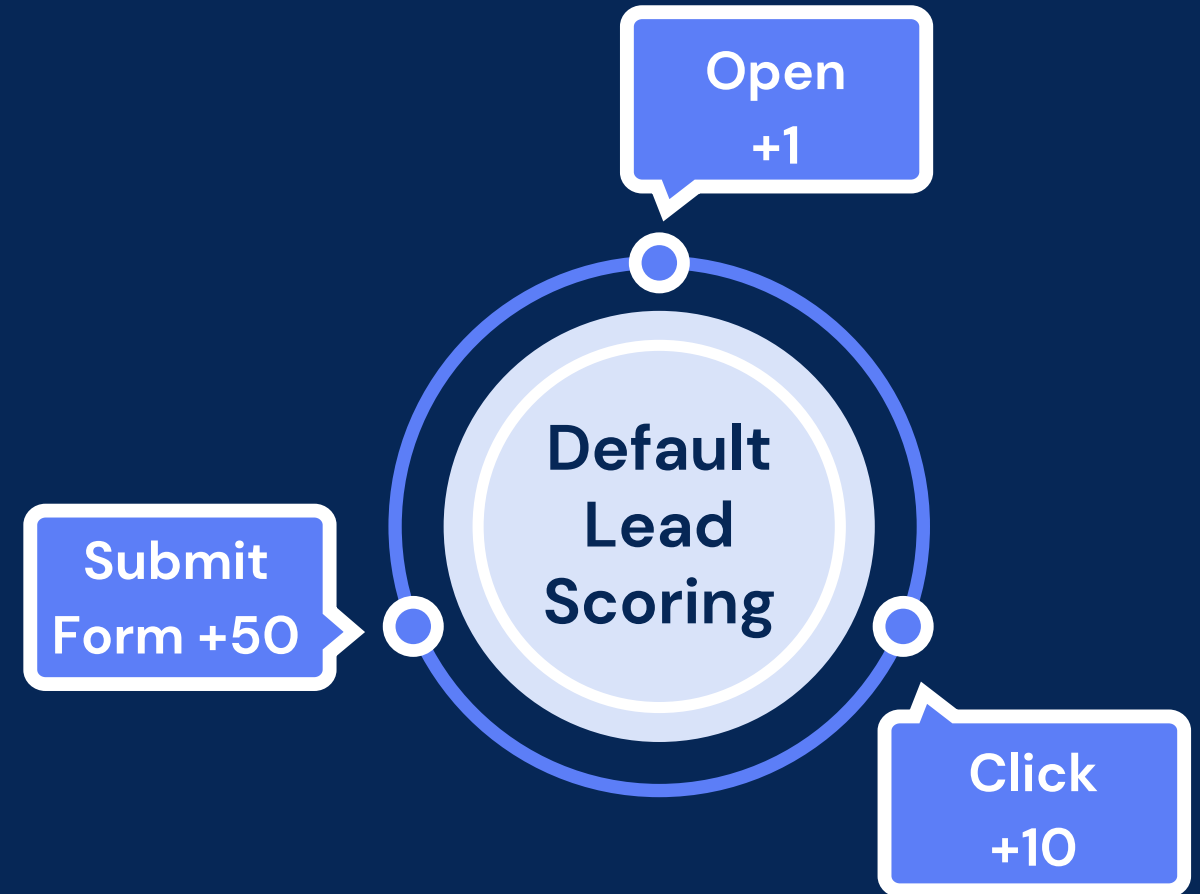 Open
+1
Default
Lead
Scoring
Submit
Form +50
Click
+10